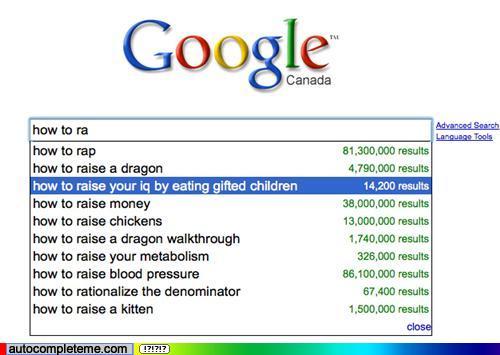 Google™
Canada
how to ra
Advanced Search
Language Tools
how to rap 81,300,000 results
how to raise a dragon 4,790,000 results
how to raise your iq by eating gifted children 14,200 results
how to raise money 38,000,000 results
how to raise chickens 13,000,000 results
how to raise a dragon walkthrough 1,740,000 results
how to raise your metabolism 326,000 results
how to raise blood pressure 86,100,000 results
how to rationalize the denominator 67,400 results
how to raise a kitten 1,500,000 results
close
autocompleteme.com (!?!?!?)